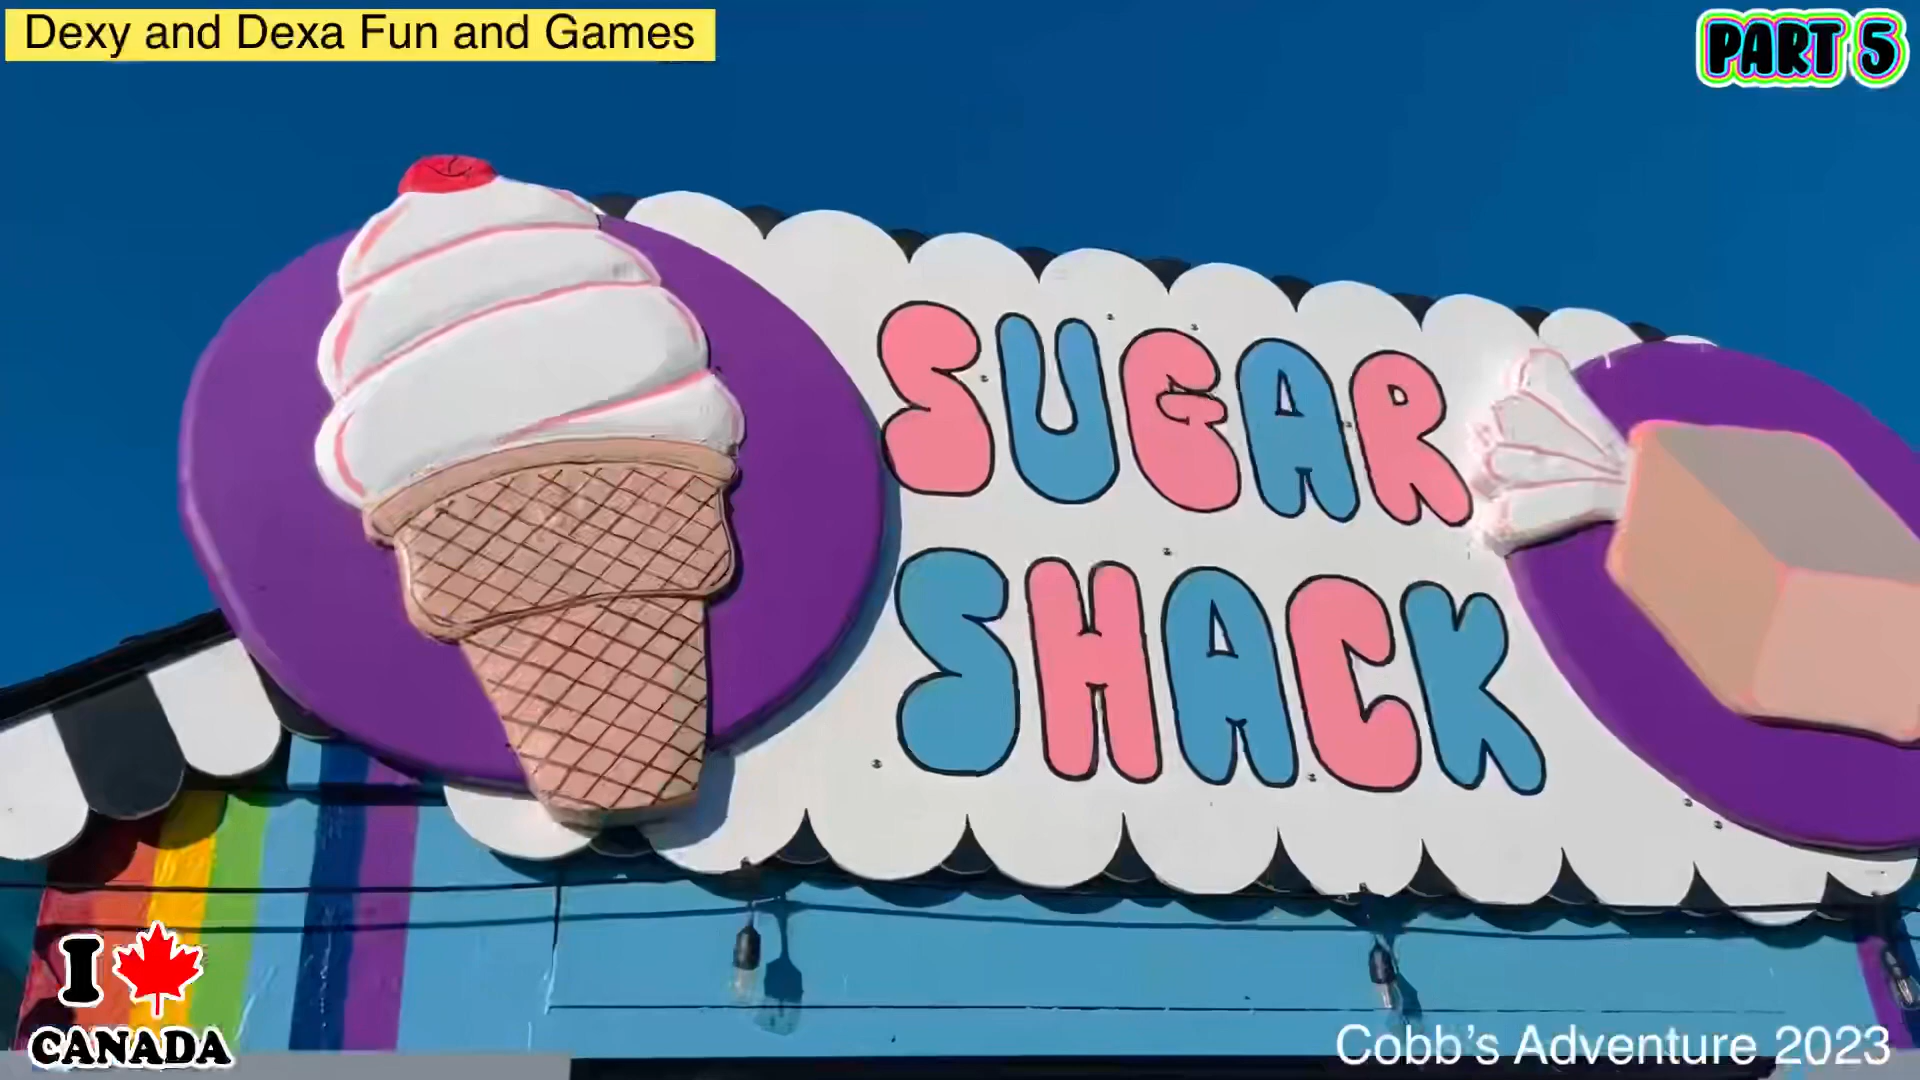 Dexy and Dexa Fun and Games
PART 5
SUGAR
SHACK
I
CANADA
Cobb's Adventure 2023